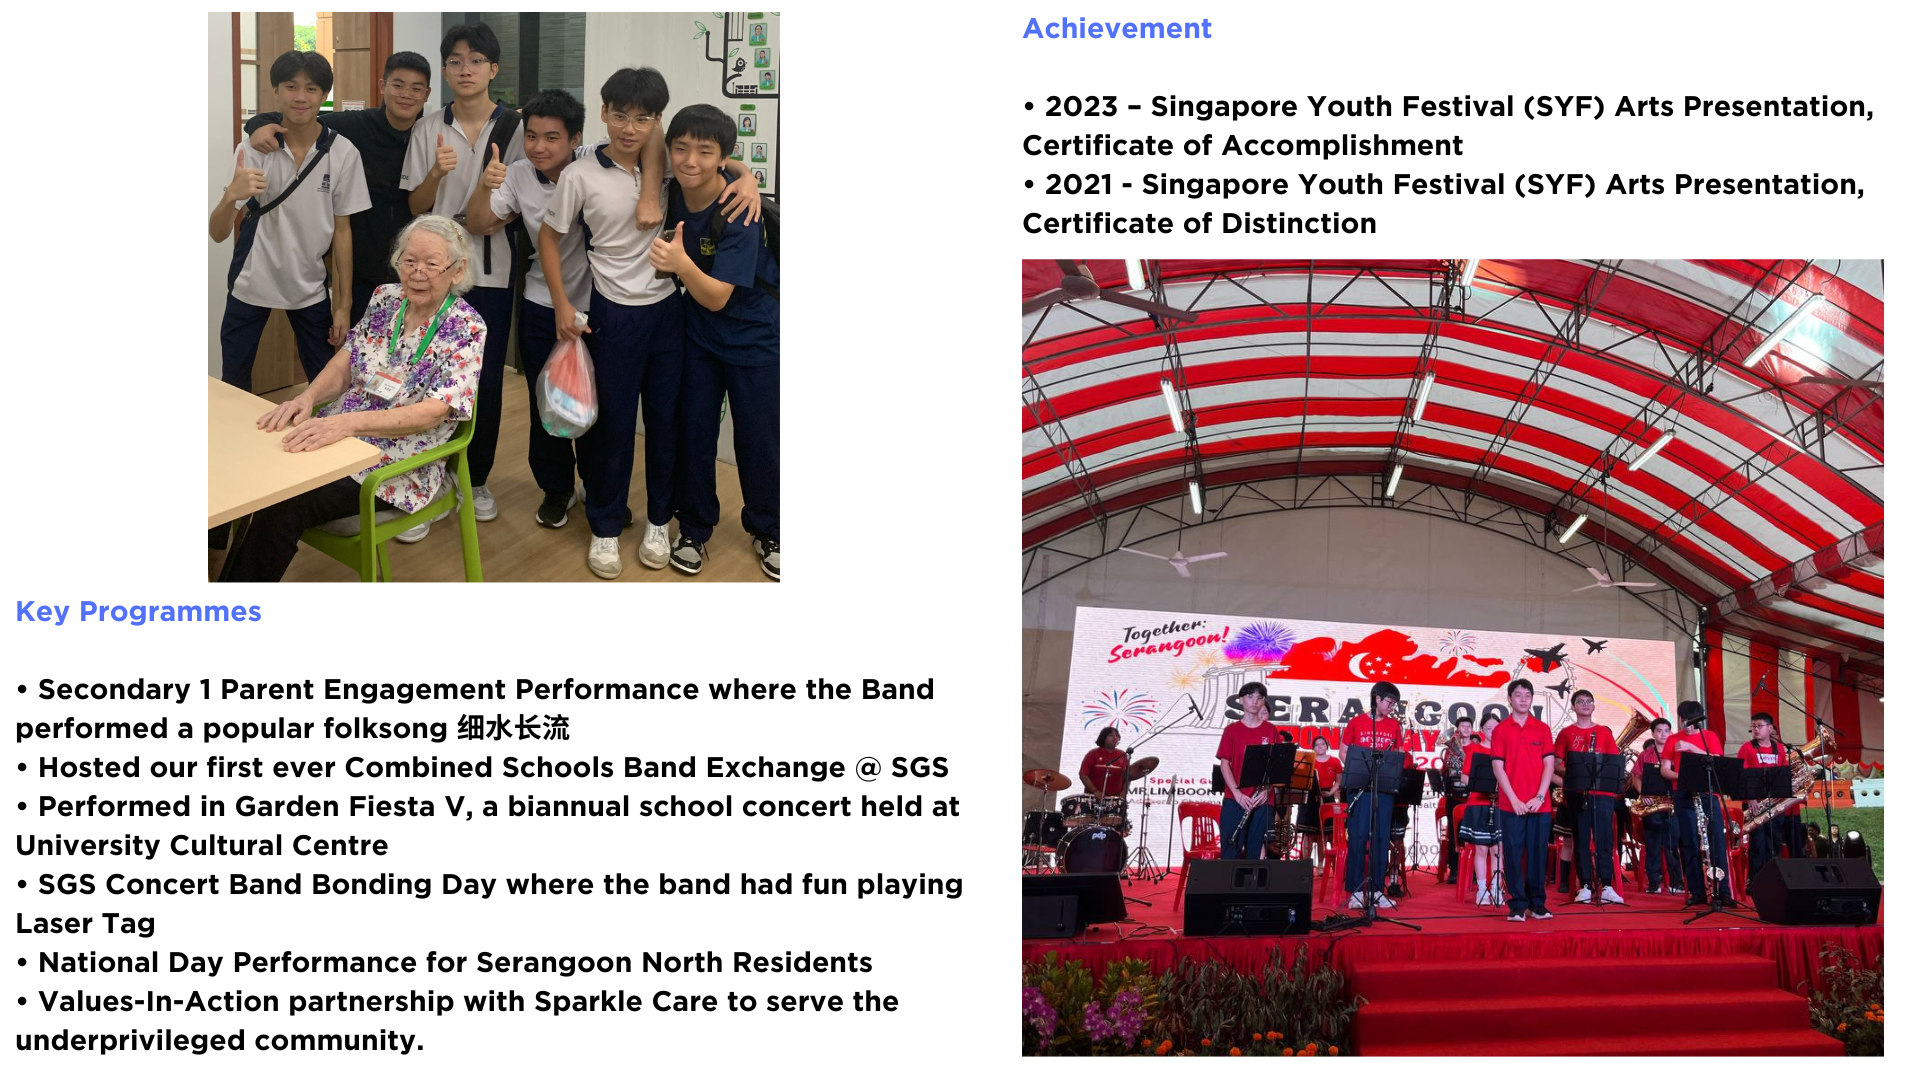 Achievement
• 2023 – Singapore Youth Festival (SYF) Arts Presentation,
Certificate of Accomplishment
• 2021 - Singapore Youth Festival (SYF) Arts Presentation,
Certificate of Distinction
Together:
Serangoon!
SERANGOON
Key Programmes
• Secondary 1 Parent Engagement Performance where the Band
performed a popular folksong 细水长流
• Hosted our first ever Combined Schools Band Exchange @ SGS
• Performed in Garden Fiesta V, a biannual school concert held at
University Cultural Centre
• SGS Concert Band Bonding Day where the band had fun playing
Laser Tag
• National Day Performance for Serangoon North Residents
• Values-In-Action partnership with Sparkle Care to serve the
underprivileged community.